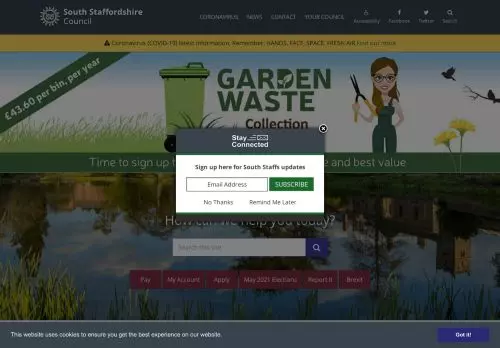 South Staffordshire
Council
CORONAVIRUS NEWS CONTACT YOUR COUNCIL
Accessibility Facebook Twitter Search
Coronavirus (COVID-19) latest information. Remember: HANDS, FACE, SPACE, FRESH AIR Find out more
£43.60 per bin, per year
GARDEN
WASTE
Collection
Time to sign up t
e and best value
Stay
Connected
Sign up here for South Staffs updates
Email Address
SUBSCRIBE
No Thanks Remind Me Later
How can we help you today?
Search this site
Pay My Account Apply May 2021 Elections Report It Brexit
This website uses cookies to ensure you get the best experience on our website.
Got it!